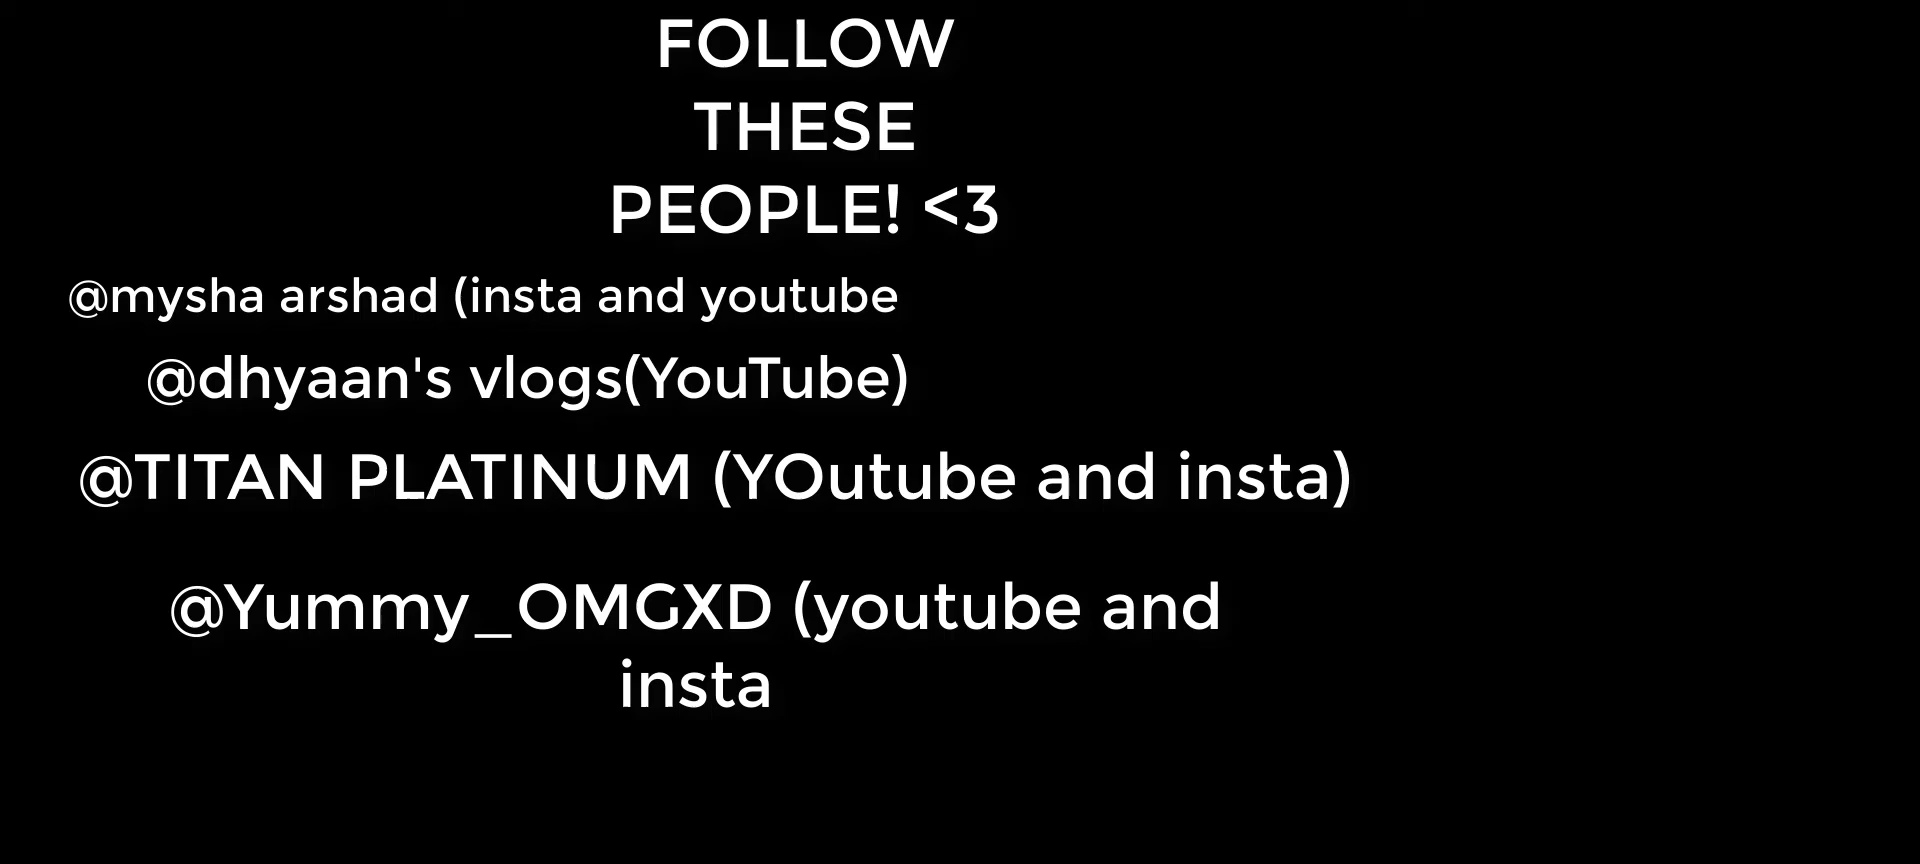 FOLLOW
THESE
PEOPLE! <3
@mysha arshad (insta and youtube
@dhyaan's vlogs(YouTube)
@TITAN PLATINUM (YOutube and insta)
@Yummy_OMGXD (youtube and
insta